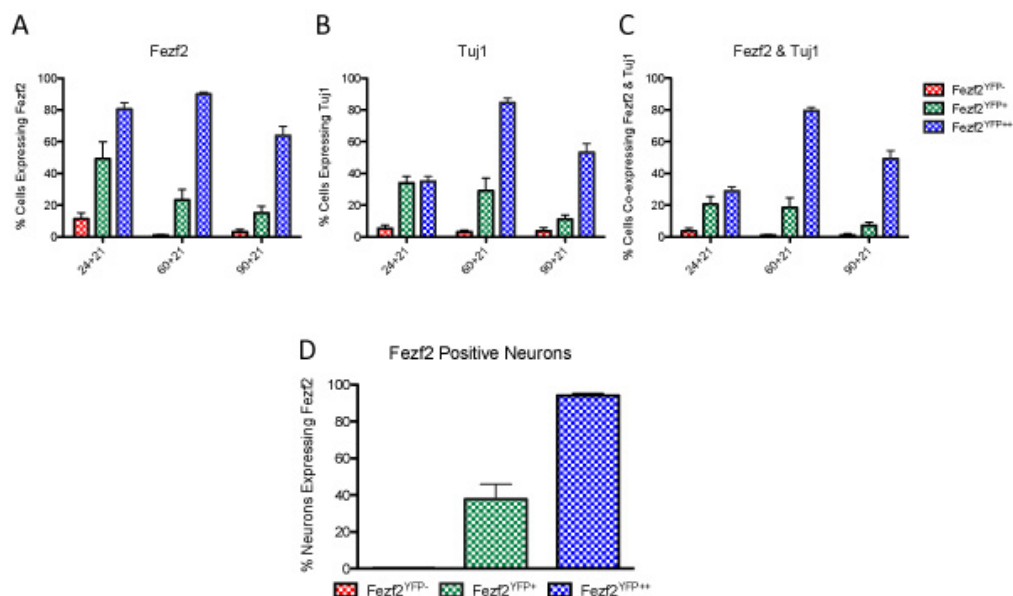 A
Fezf2
% Cells Expressing Fezf2
100
80
60
40
20
0
24+21
60+21
90+21
B
Tuj1
% Cells Expressing Tuj1
100
80
60
40
20
0
24+21
60+21
90+21
C
Fezf2 & Tuj1
% Cells Co-expressing Fezf2 & Tuj1
100
80
60
40
20
0
24+21
60+21
90+21
Fezf2YFP-
Fezf2YFP+
Fezf2YFP++
D
Fezf2 Positive Neurons
% Neurons Expressing Fezf2
100
80
60
40
20
0
Fezf2YFP-
Fezf2YFP+
Fezf2YFP++